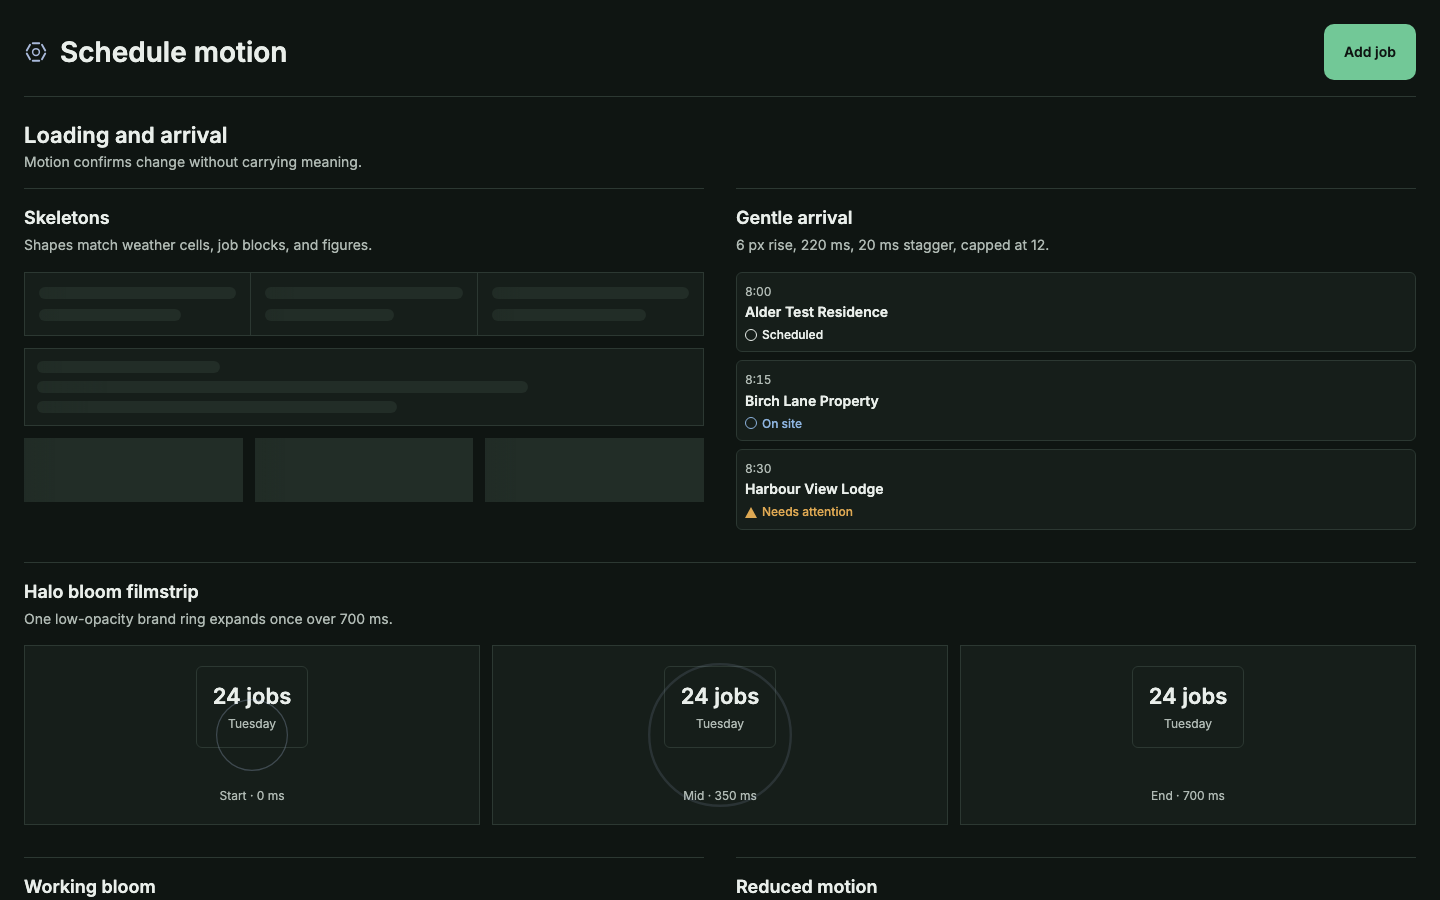 Schedule motion
Add job
Loading and arrival
Motion confirms change without carrying meaning.
Skeletons
Shapes match weather cells, job blocks, and figures.
Gentle arrival
6 px rise, 220 ms, 20 ms stagger, capped at 12.
8:00
Alder Test Residence
Scheduled
8:15
Birch Lane Property
On site
8:30
Harbour View Lodge
Needs attention
Halo bloom filmstrip
One low-opacity brand ring expands once over 700 ms.
24 jobs
Tuesday
Start · 0 ms
24 jobs
Tuesday
Mid · 350 ms
24 jobs
Tuesday
End · 700 ms
Working bloom
Reduced motion